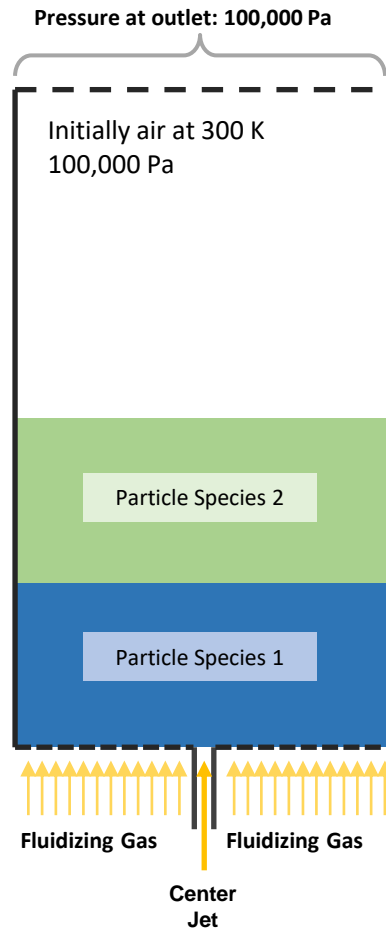 Pressure at outlet: 100,000 Pa
Initially air at 300 K
100,000 Pa
Particle Species 2
Particle Species 1
Fluidizing Gas
Fluidizing Gas
Center
Jet